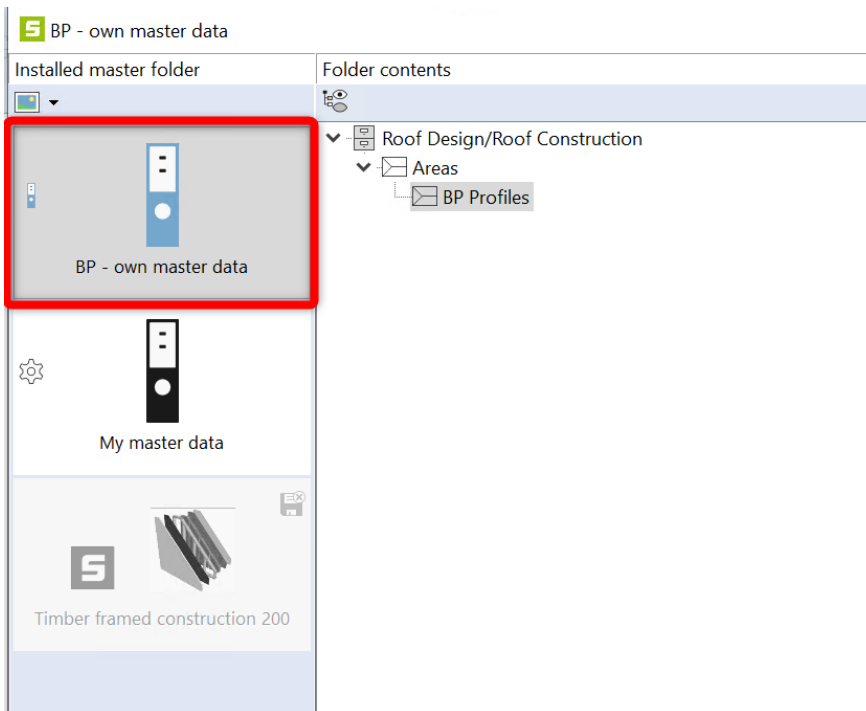 BP - own master data
Installed master folder
Folder contents
BP - own master data
My master data
Timber framed construction 200
Roof Design/Roof Construction
Areas
BP Profiles